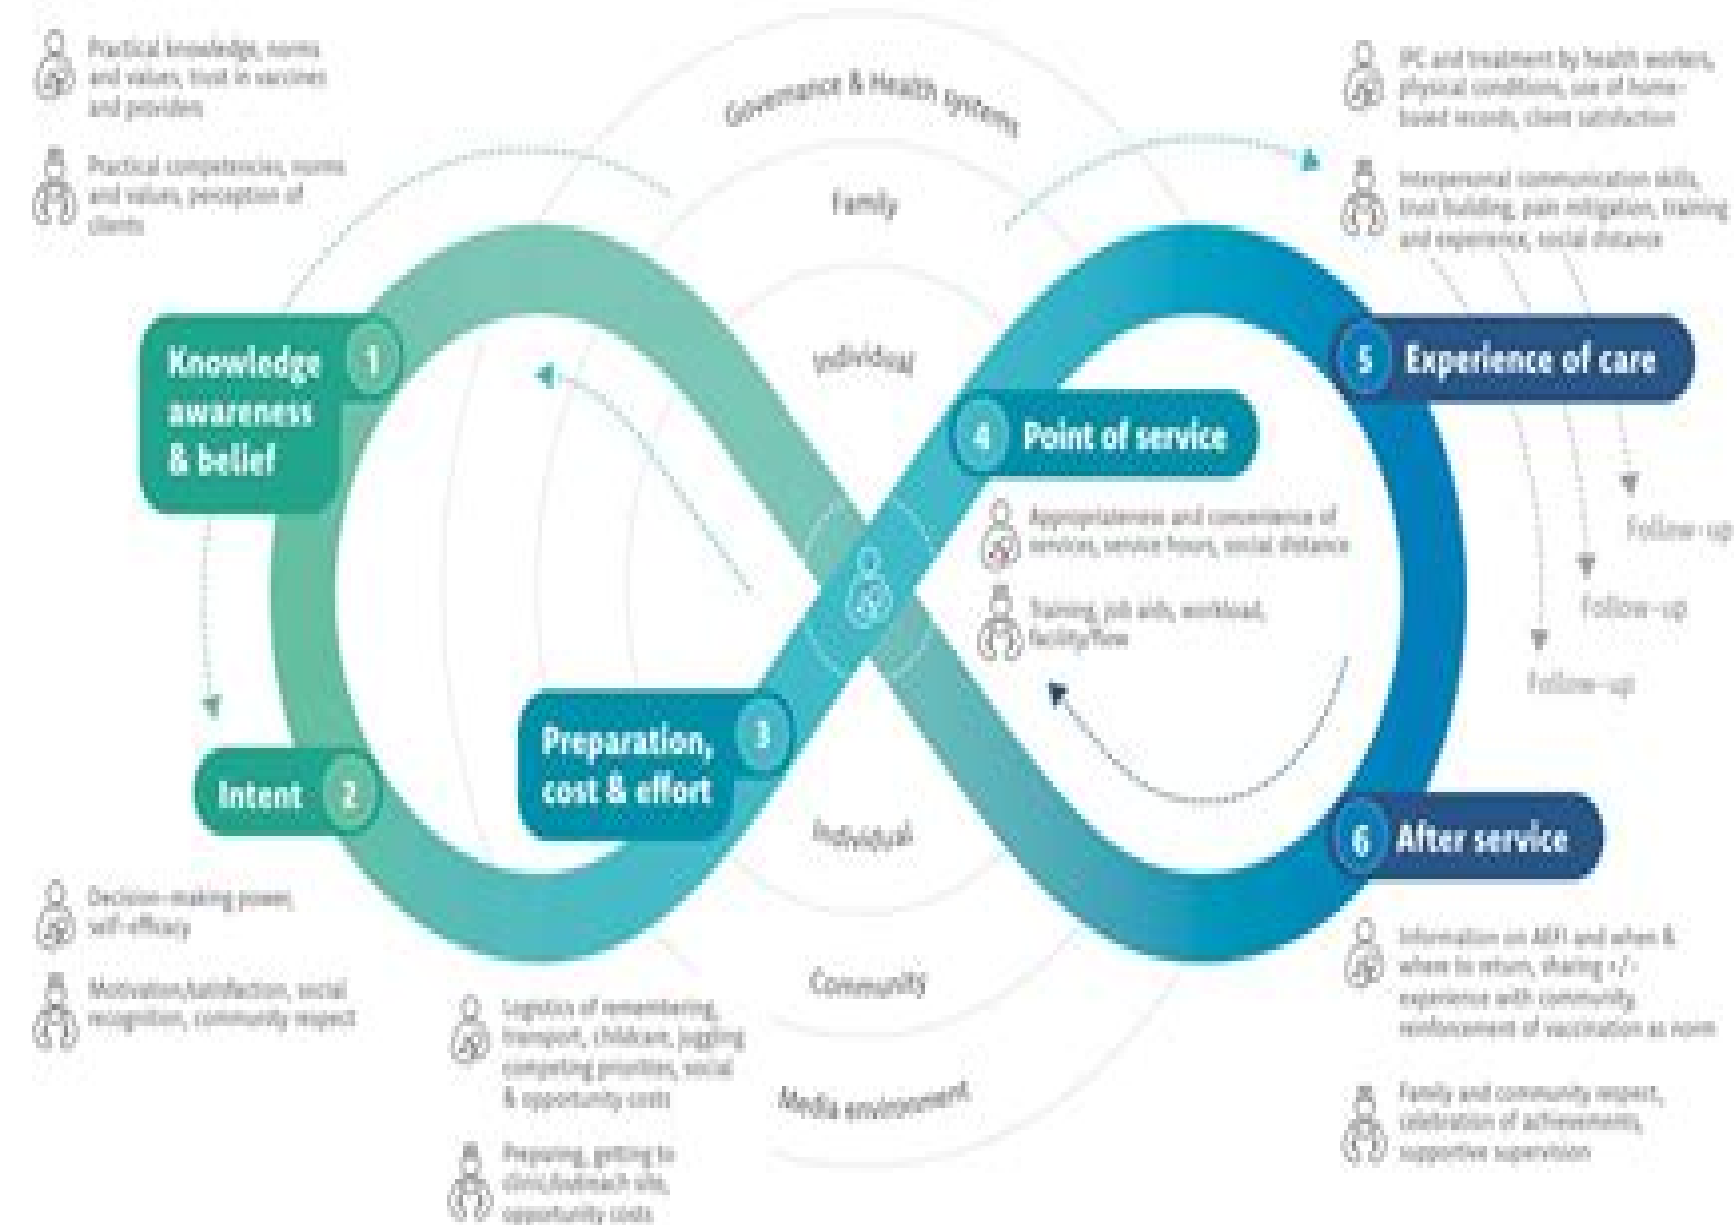 Practical knowledge, norms
and values, trust in vaccines
and providers
Practical competencies, norms
and values, perception of
clients
Governance & Health systems
Family
Individual
IPC and treatment by health workers,
physical conditions, use of home-
based records, client satisfaction
Interpersonal communication skills,
trust building, pain mitigation, training
and experience, social distance
Knowledge
awareness
& belief
1
5 Experience of care
4 Point of service
Appropriateness and convenience of
services, service hours, social distance
Training, job aids, workload,
facility/flow
Follow-up
Follow-up
Follow-up
Intent 2
Preparation,
cost & effort
3
Individual
Community
Media environment
6 After service
Decision-making power,
self-efficacy
Motivation/satisfaction, social
recognition, community respect
Logistics of remembering,
transport, childcare, juggling
competing priorities, social
& opportunity costs
Preparing, getting to
clinic/outreach site,
opportunity costs
Information on AEFI and when &
where to return, sharing +/-
experience with community,
reinforcement of vaccination as norm
Family and community respect,
celebration of achievements,
supportive supervision